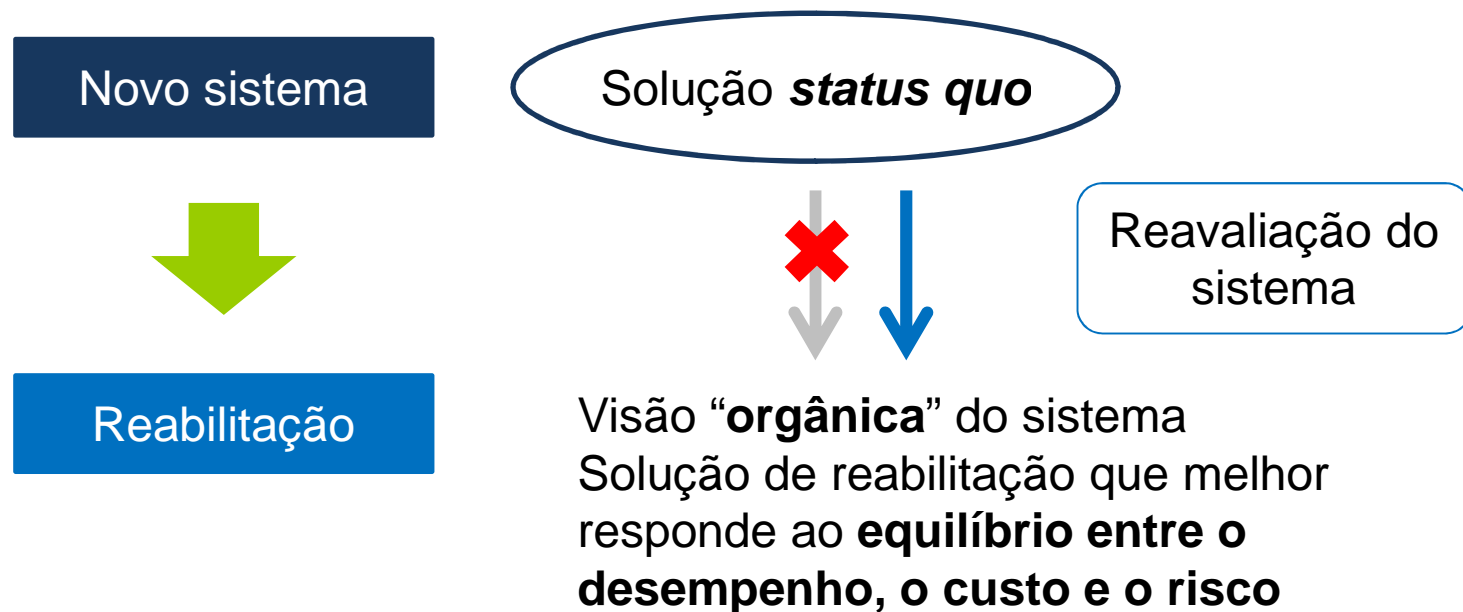 Novo sistema
Solução status quo
Reavaliação do
sistema
Reabilitação
Visão “orgânica” do sistema
Solução de reabilitação que melhor
responde ao equilíbrio entre o
desempenho, o custo e o risco